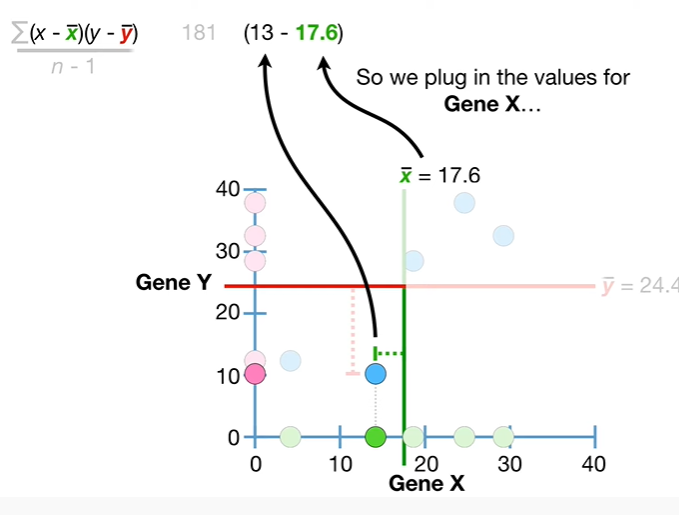 ∑(x - x̅)(y - y̅) 181 (13 - 17.6)
n - 1
So we plug in the values for
Gene X...
x̅ = 17.6
40
30
Gene Y
y̅ = 24.4
20
10
0
0 10 20 30 40
Gene X